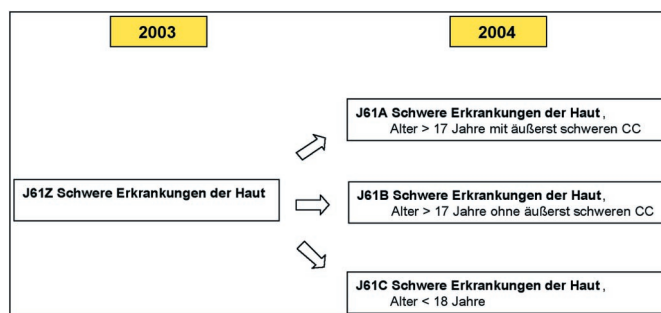 2003
2004
J61A Schwere Erkrankungen der Haut,
Alter > 17 Jahre mit äußerst schweren CC
J61Z Schwere Erkrankungen der Haut
J61B Schwere Erkrankungen der Haut,
Alter > 17 Jahre ohne äußerst schweren CC
J61C Schwere Erkrankungen der Haut,
Alter < 18 Jahre